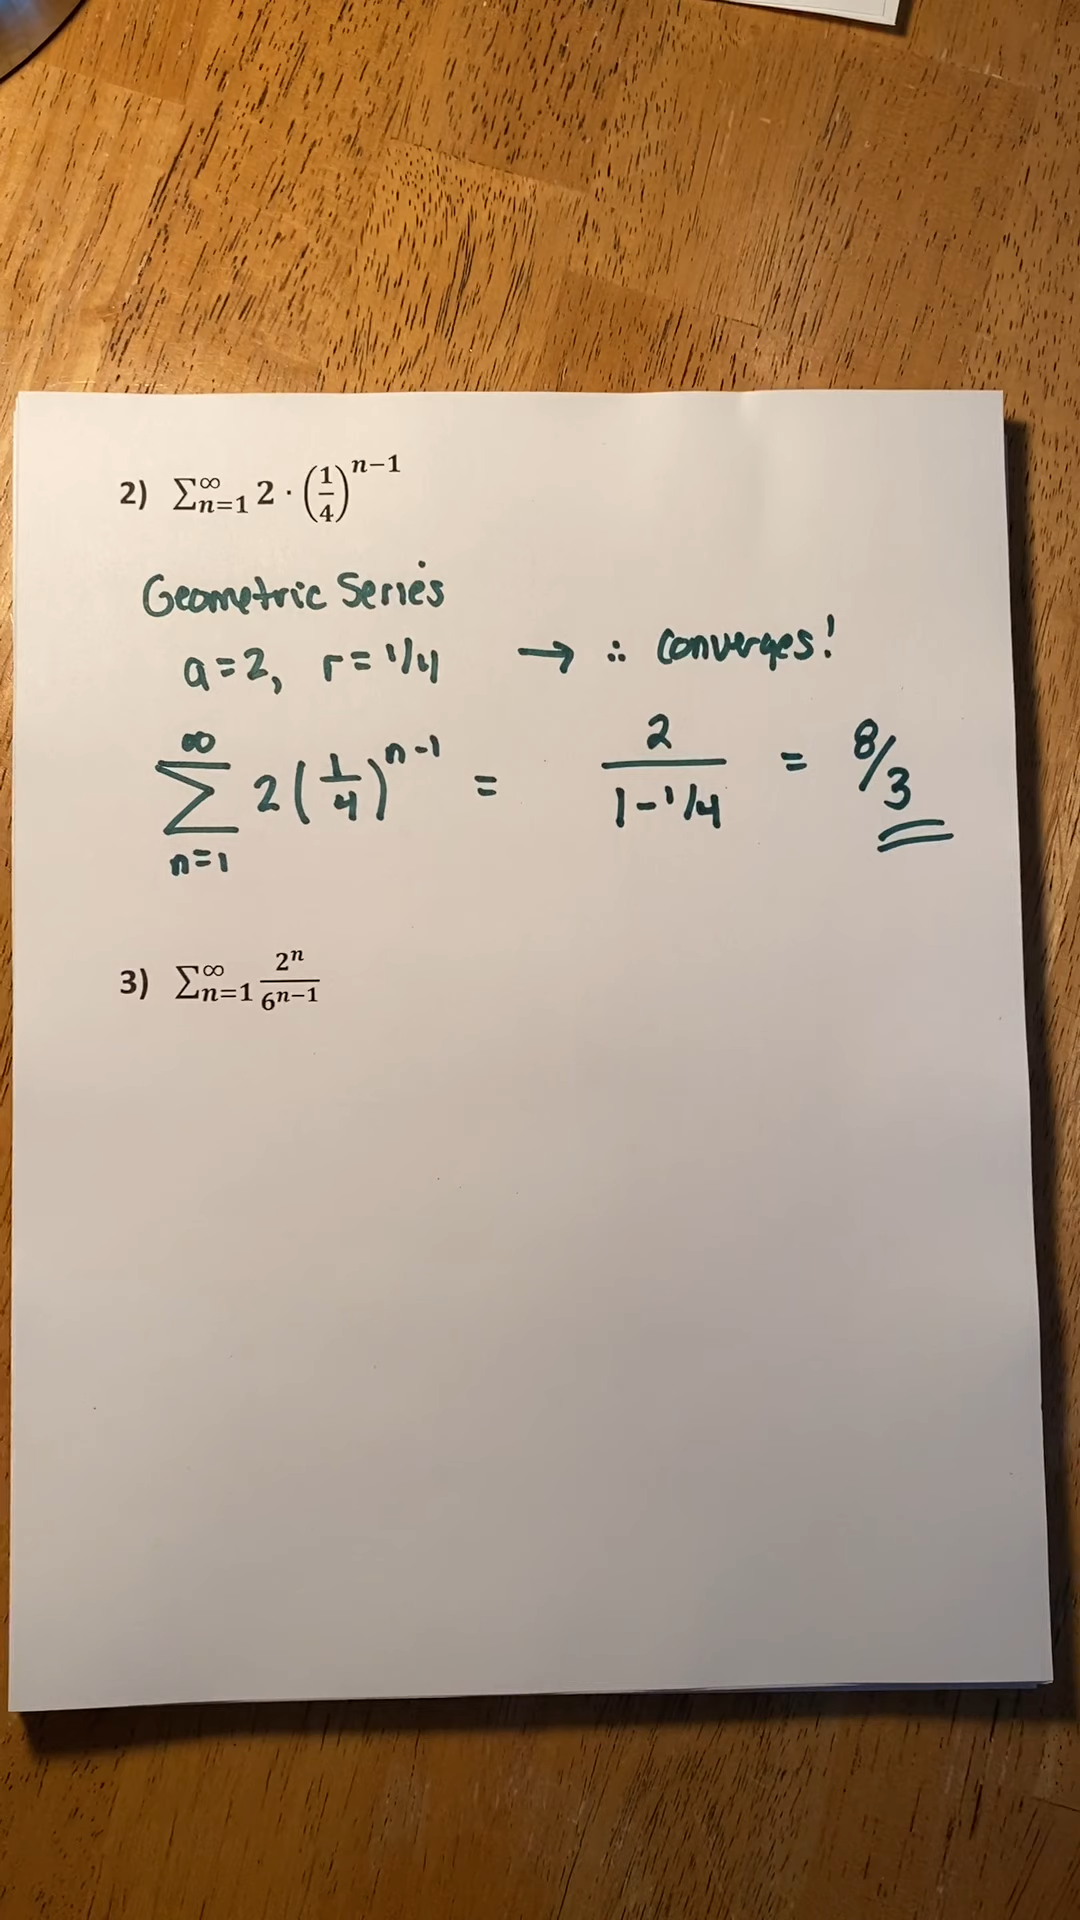 2) ∑_{n=1}^{∞} 2 · (1/4)^{n−1}
Geometric Series
a=2, r=1/4 → ∴ converges!
∑_{n=1}^{∞} 2(1/4)^{n-1} = 2/(1-1/4) = 8/3
3) ∑_{n=1}^{∞} 2^n/6^{n−1}